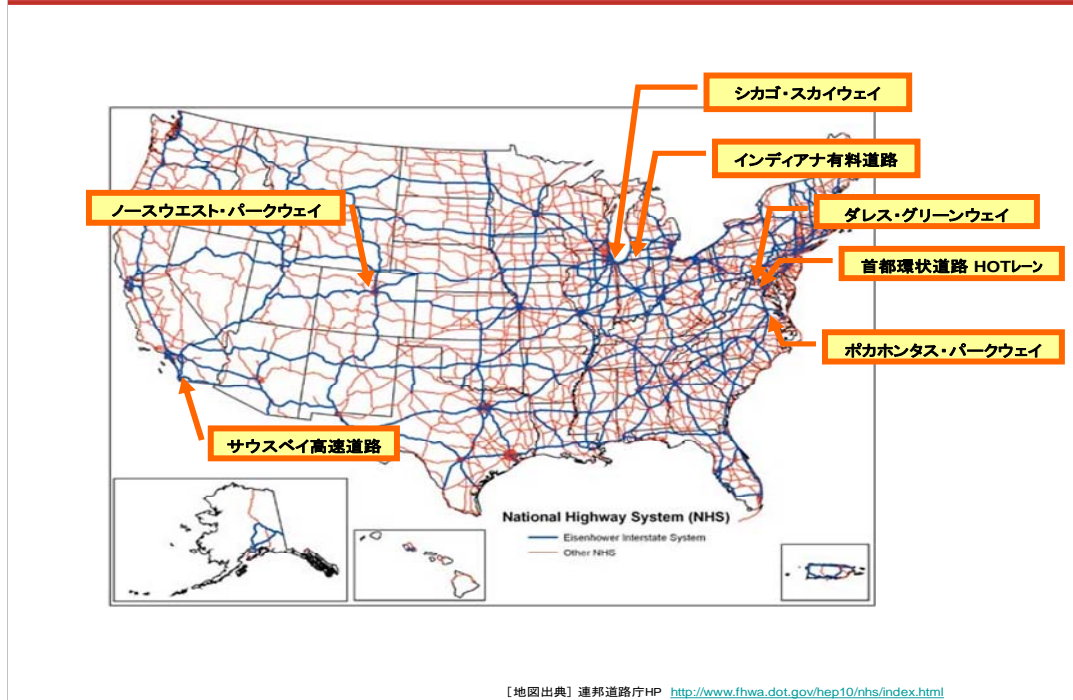 シカゴ・スカイウェイ
インディアナ有料道路
ノースウエスト・パークウェイ
ダレス・グリーンウェイ
首都環状道路 HOTレーン
ポカホンタス・パークウェイ
サウスベイ高速道路
National Highway System (NHS)
Eisenhower Interstate System
Other NHS
[地図出典] 連邦道路庁HP http://www.fhwa.dot.gov/hep10/nhs/index.html